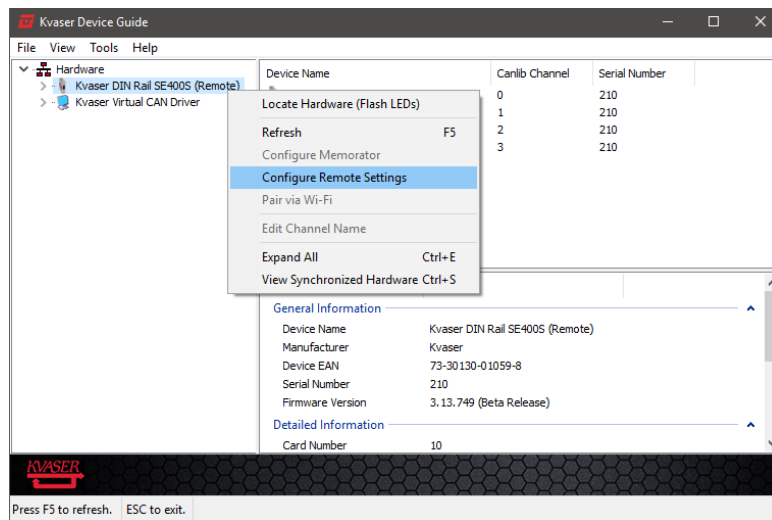 Kvaser Device Guide
File View Tools Help
Hardware
Kvaser DIN Rail SE400S (Remote)
Kvaser Virtual CAN Driver
Device Name Canlib Channel Serial Number
0 210
1 210
2 210
3 210
Locate Hardware (Flash LEDs)
Refresh F5
Configure Memorator
Configure Remote Settings
Pair via Wi-Fi
Edit Channel Name
Expand All Ctrl+E
View Synchronized Hardware Ctrl+S
General Information
Device Name Kvaser DIN Rail SE400S (Remote)
Manufacturer Kvaser
Device EAN 73-30130-01059-8
Serial Number 210
Firmware Version 3.13.749 (Beta Release)
Detailed Information
Card Number 10
KVASER
Press F5 to refresh. ESC to exit.